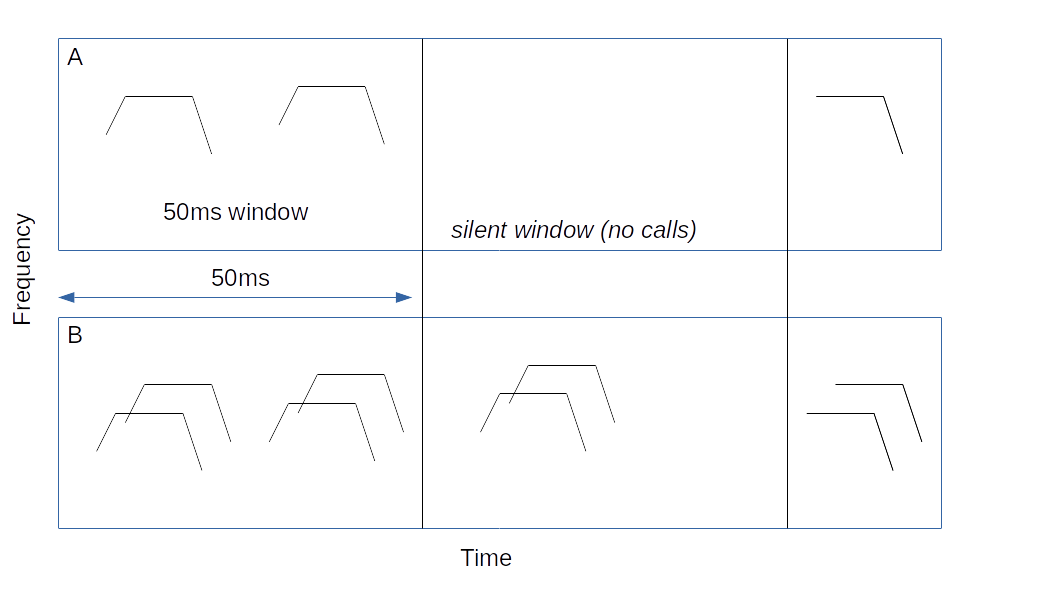 A
50ms window
silent window (no calls)
Frequency
50ms
B
Time